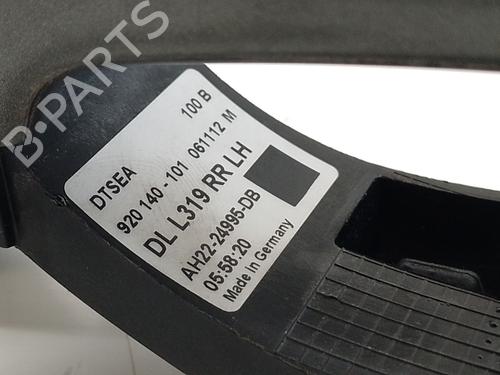 B-PARTS
DTSEA 100 B
920 140 - 101 061112 M
DL L319 RR LH
AH22-24995-DB
05:58:20
Made in Germany